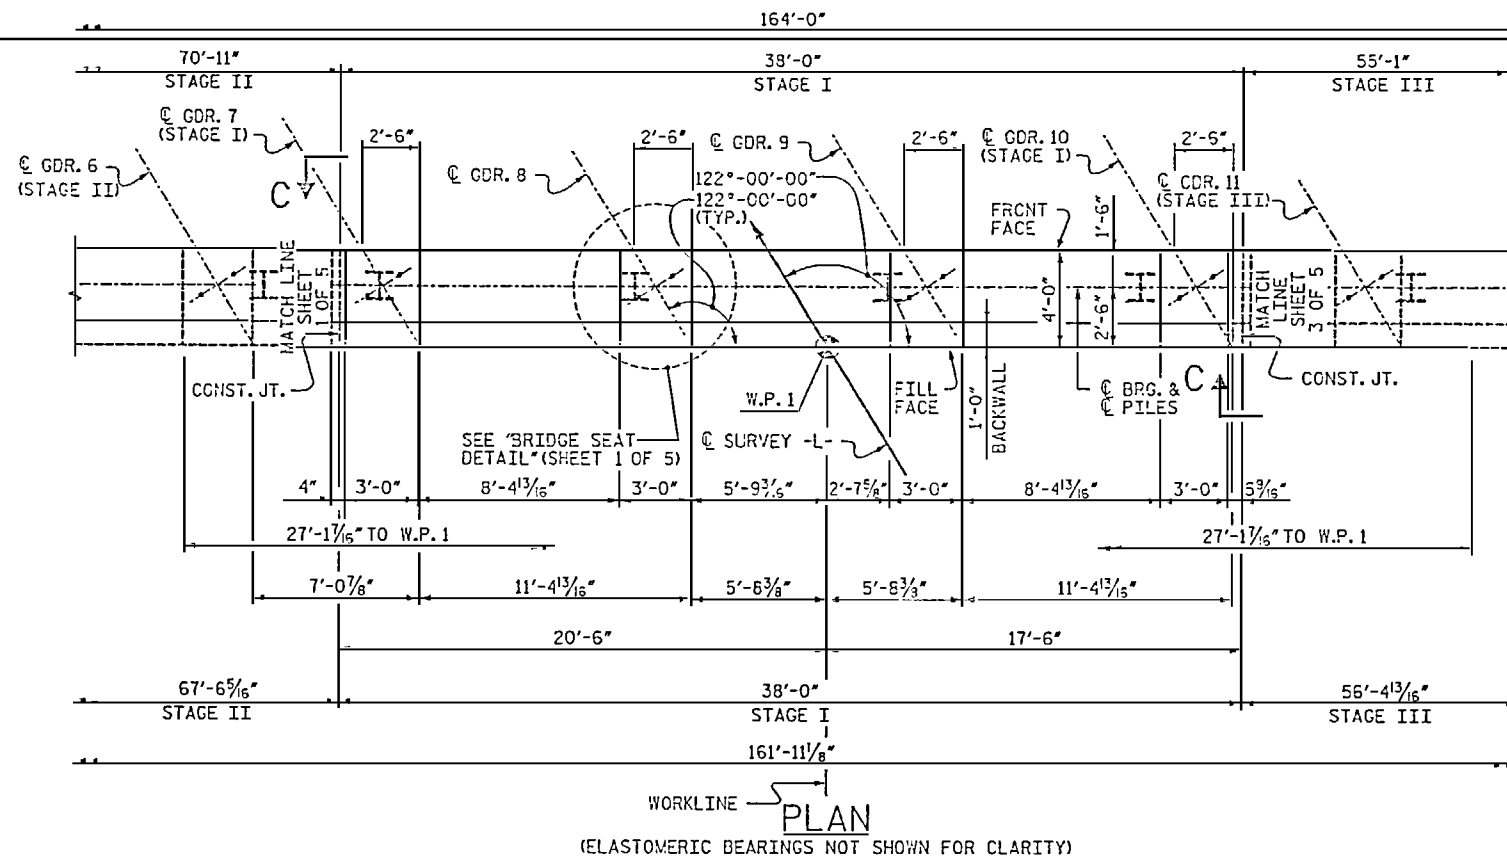 164'-0"
70'-11"
STAGE II
38'-0"
STAGE I
55'-1"
STAGE III
℄ GDR. 6
(STAGE II)
℄ GDR. 7
(STAGE I)
2'-6"
C
℄ GDR. 8
2'-6"
℄ GDR. 9
122°-00'-00"
122°-00'-00"
(TYP.)
2'-6"
℄ GDR. 10
(STAGE I)
2'-6"
℄ GDR. 11
(STAGE III)
FRONT
FACE
1'-6"
4'-0"
2'-6"
MATCH LINE
SHEET
1 OF 5
MATCH
LINE
SHEET
3 OF 5
CONST. JT.
W.P. 1
FILL
FACE
1'-0"
BACKWALL
℄ BRG. &
℄ PILES
C
CONST. JT.
SEE "BRIDGE SEAT
DETAIL" (SHEET 1 OF 5)
℄ SURVEY -L-
4"
3'-0"
8'-4 13/16"
3'-0"
2'-7 5/8"
3'-0"
8'-4 13/16"
3'-0"
27'-1 7/16" TO W.P. 1
27'-1 7/16" TO W.P. 1
7'-0 7/8"
11'-4 13/16"
11'-4 13/16"
20'-6"
17'-6"
67'-6 5/16"
STAGE II
38'-0"
STAGE I
56'-4 13/16"
STAGE III
161'-11 1/8"
WORKLINE
PLAN
(ELASTOMERIC BEARINGS NOT SHOWN FOR CLARITY)